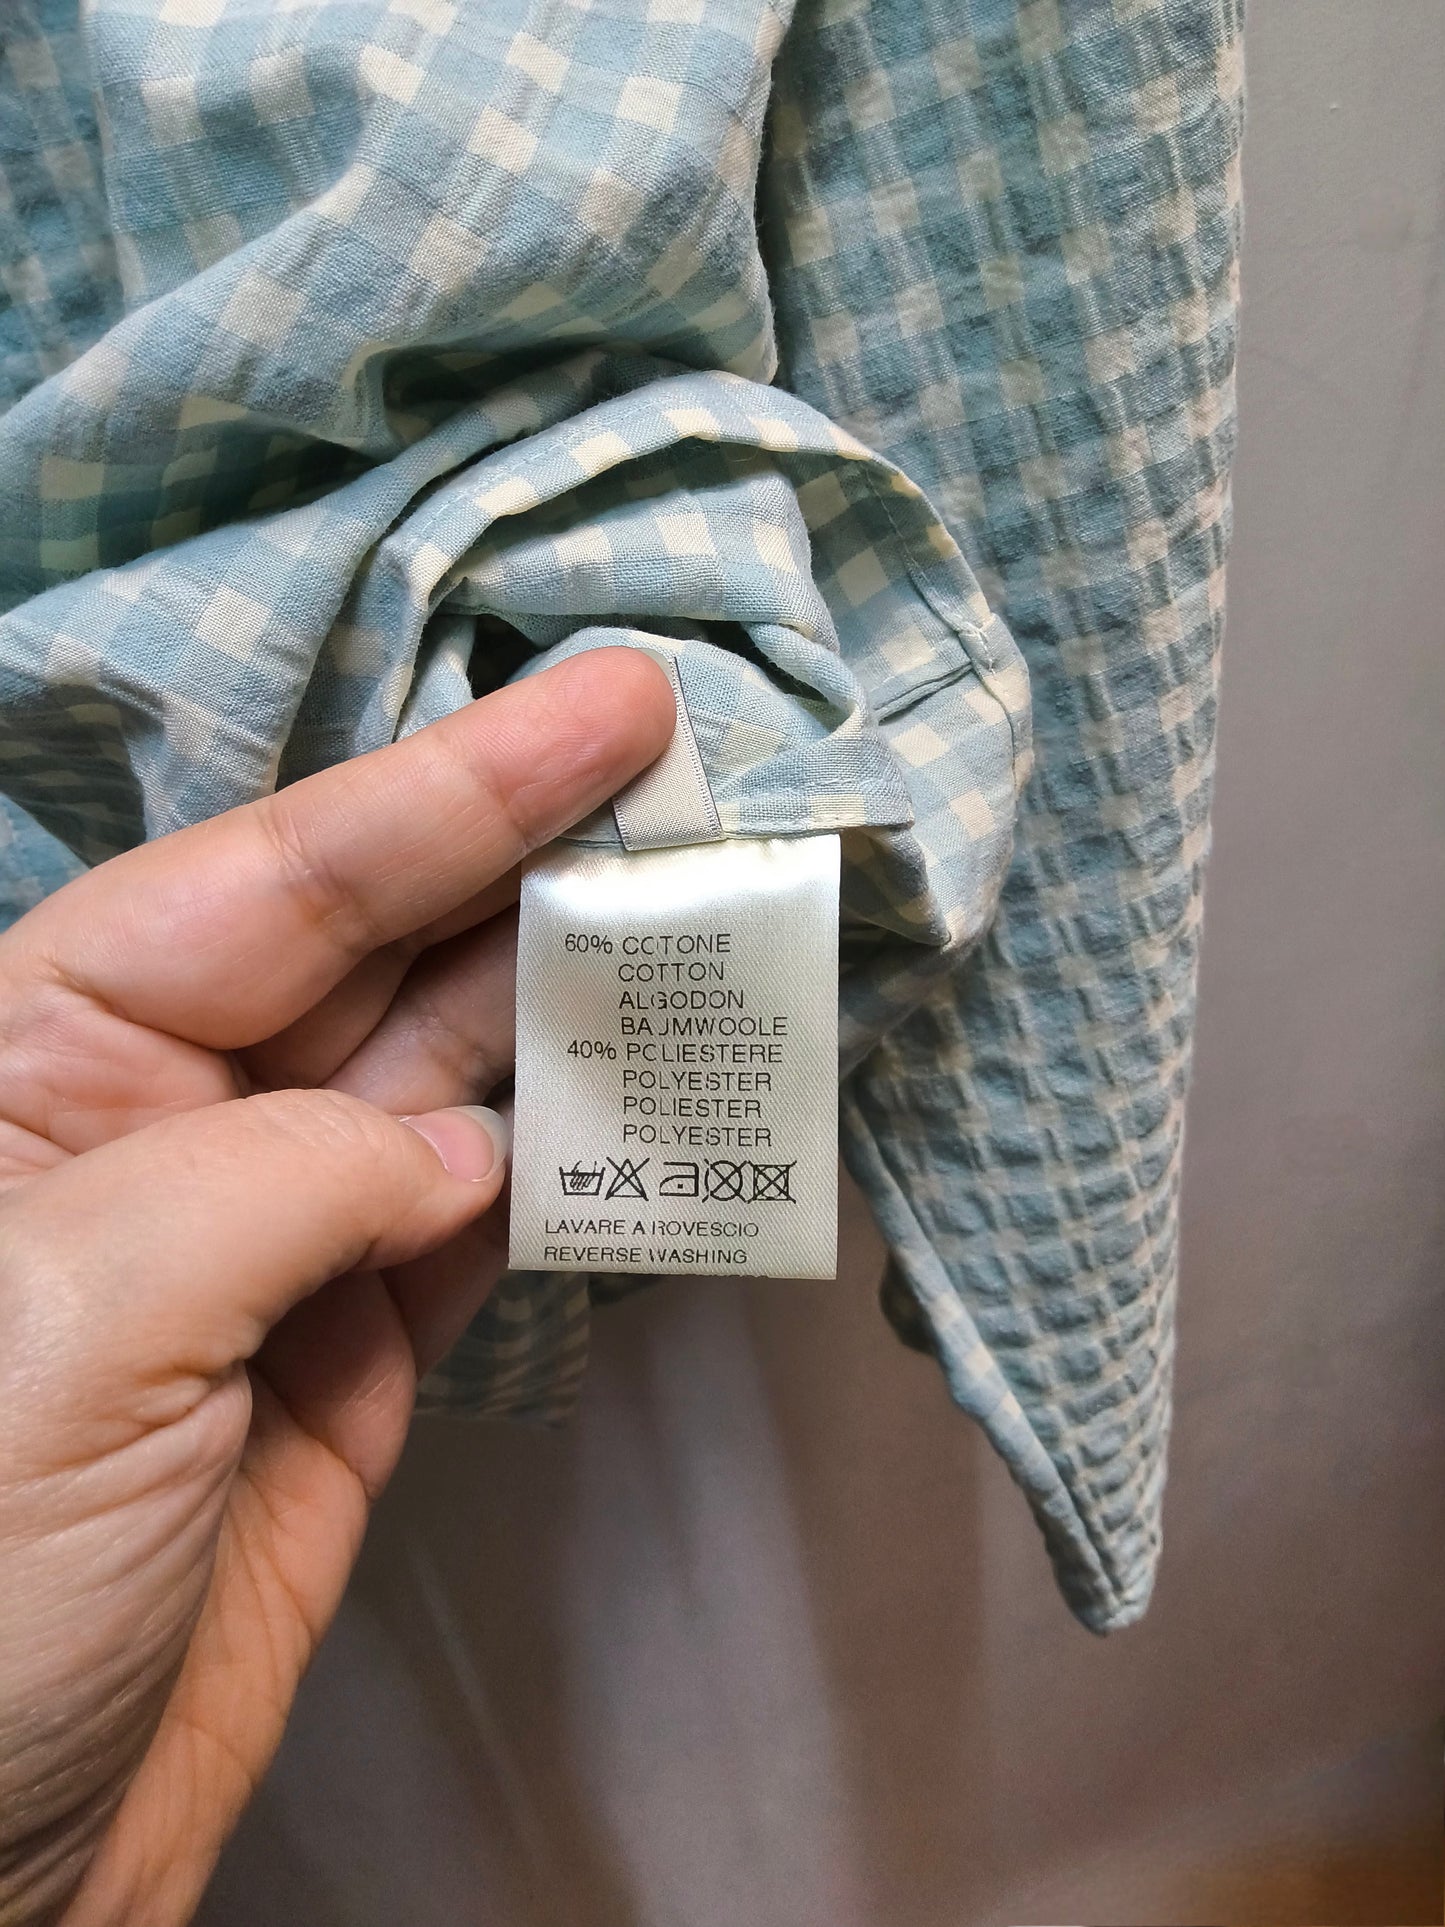 60% COTONE
COTTON
ALGODON
BAUMWOOLE
40% POLIESTERE
POLYESTER
POLIESTER
POLYESTER
LAVARE A ROVESCIO
REVERSE WASHING